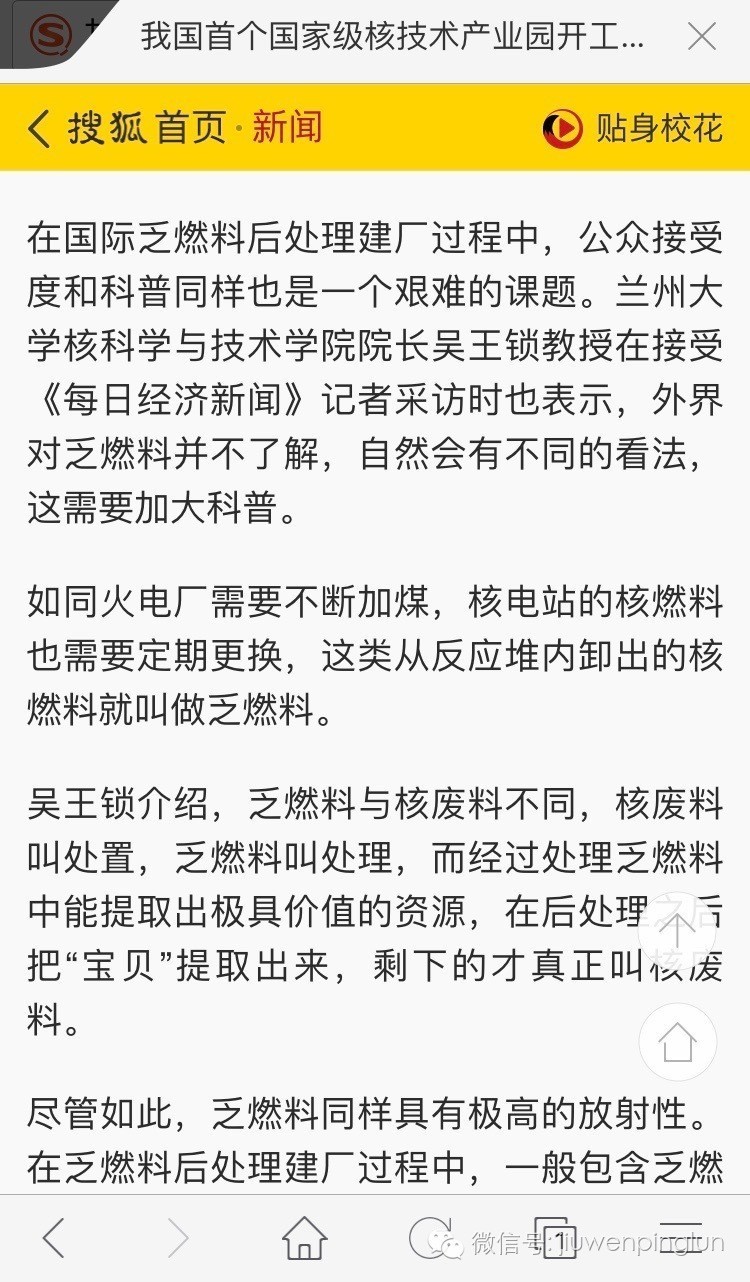 我国首个国家级核技术产业园开工...
搜狐首页·新闻
贴身校花
在国际乏燃料后处理建厂过程中，公众接受
度和科普同样也是一个艰难的课题。兰州大
学核科学与技术学院院长吴王锁教授在接受
《每日经济新闻》记者采访时也表示，外界
对乏燃料并不了解，自然会有不同的看法，
这需要加大科普。
如同火电厂需要不断加煤，核电站的核燃料
也需要定期更换，这类从反应堆内卸出的核
燃料就叫做乏燃料。
吴王锁介绍，乏燃料与核废料不同，核废料
叫处置，乏燃料叫处理，而经过处理乏燃料
中能提取出极具价值的资源，在后处理之后
把“宝贝”提取出来，剩下的才真正叫核废
料。
尽管如此，乏燃料同样具有极高的放射性。
在乏燃料后处理建厂过程中，一般包含乏燃
1
微信号: jiuwenpinglun